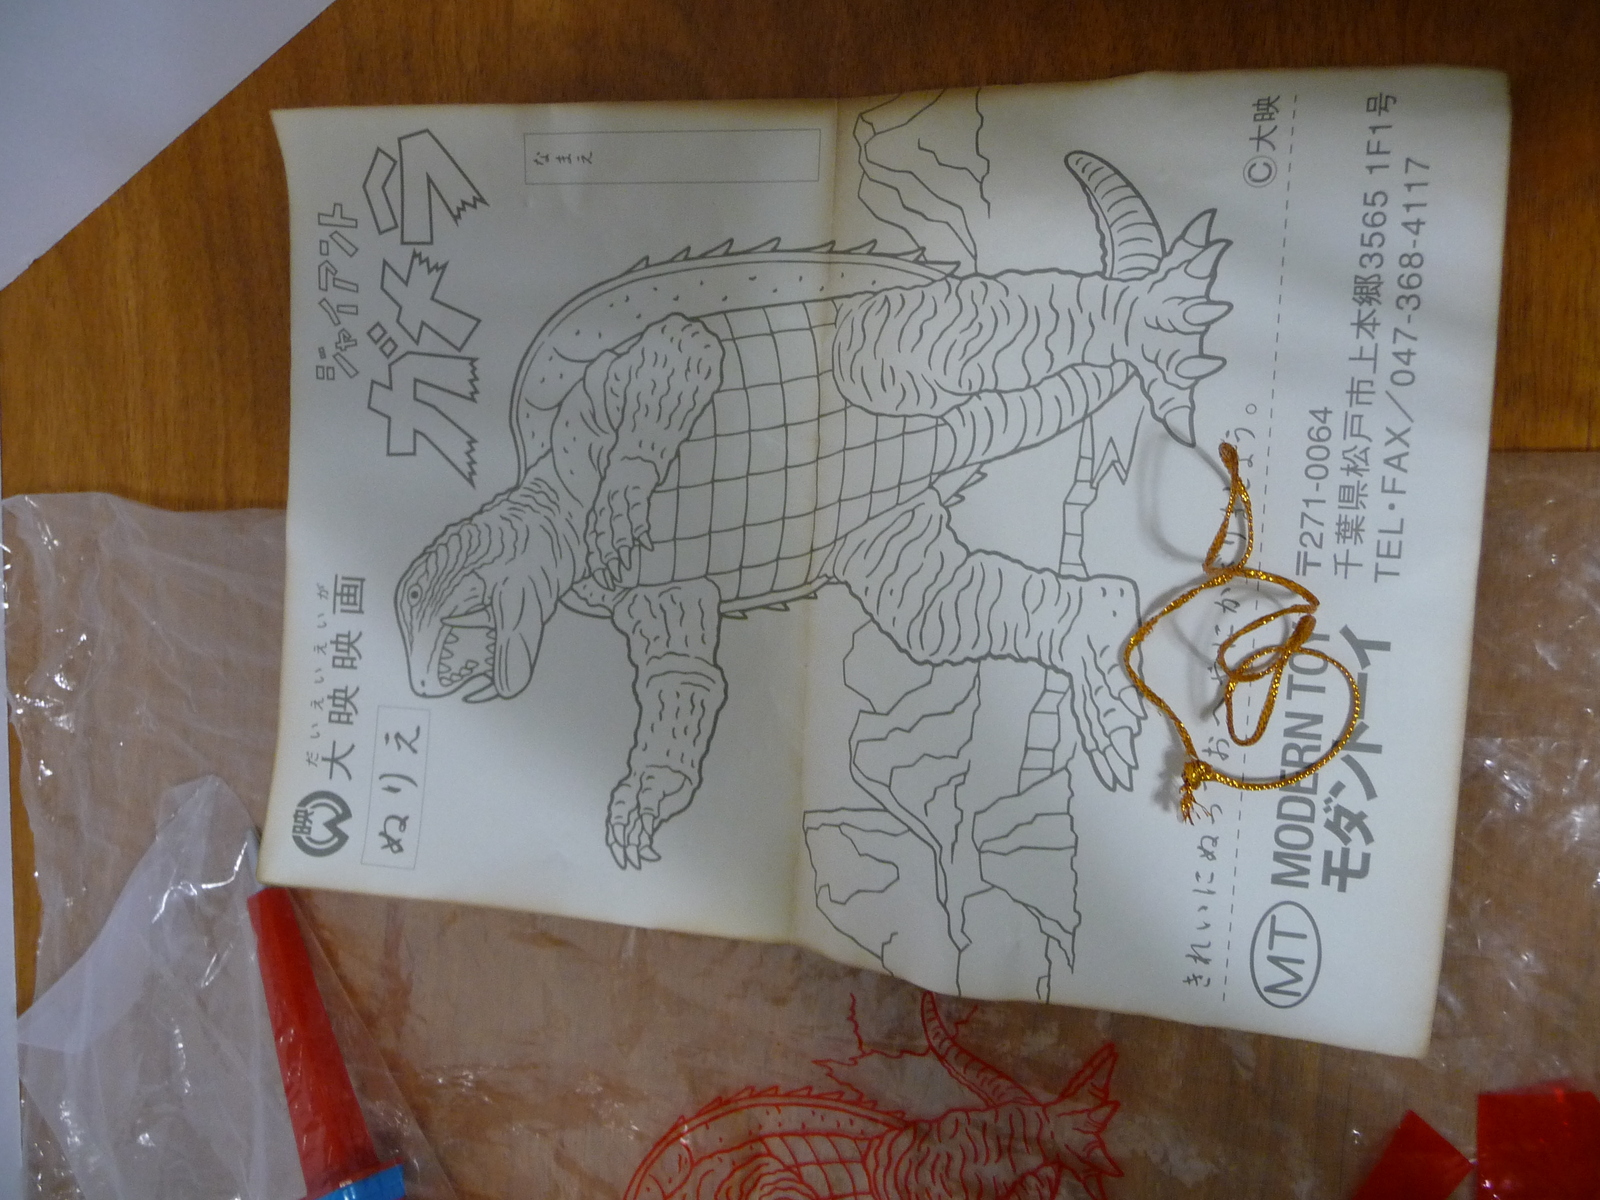 映
だいえいえいが
大映映画
ジャイアント
ガメラ
ぬりえ
なまえ
きれいにぬ
う。
Ⓒ大映
MT
MODERN TOY
モダントーイ
〒271-0064
千葉県松戸市上本郷3565 1F1号
TEL・FAX／047-368-4117